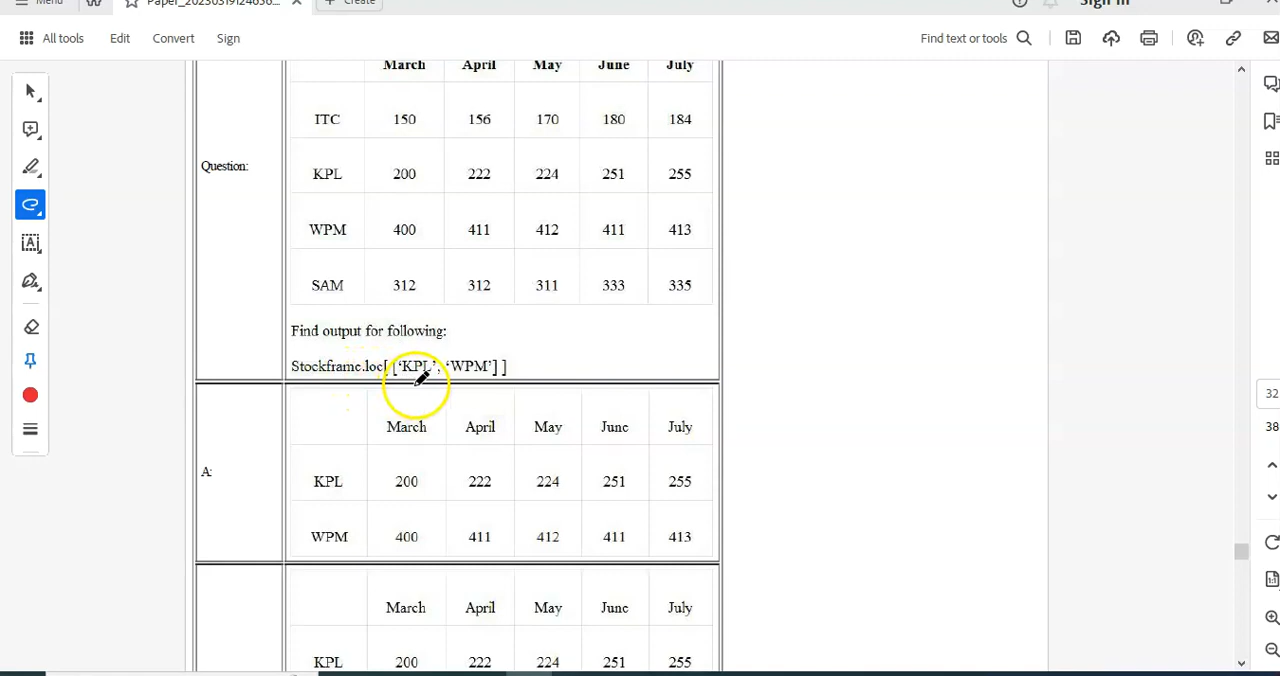 Menu Paper_20230319124656... Create Sign in
All tools Edit Convert Sign Find text or tools
March April May June July
ITC 150 156 170 180 184
Question:
KPL 200 222 224 251 255
WPM 400 411 412 411 413
SAM 312 312 311 333 335
Find output for following:
Stockframe.loc[ [‘KPL’, ‘WPM’] ]
32
March April May June July
38
A:
KPL 200 222 224 251 255
WPM 400 411 412 411 413
March April May June July
KPL 200 222 224 251 255